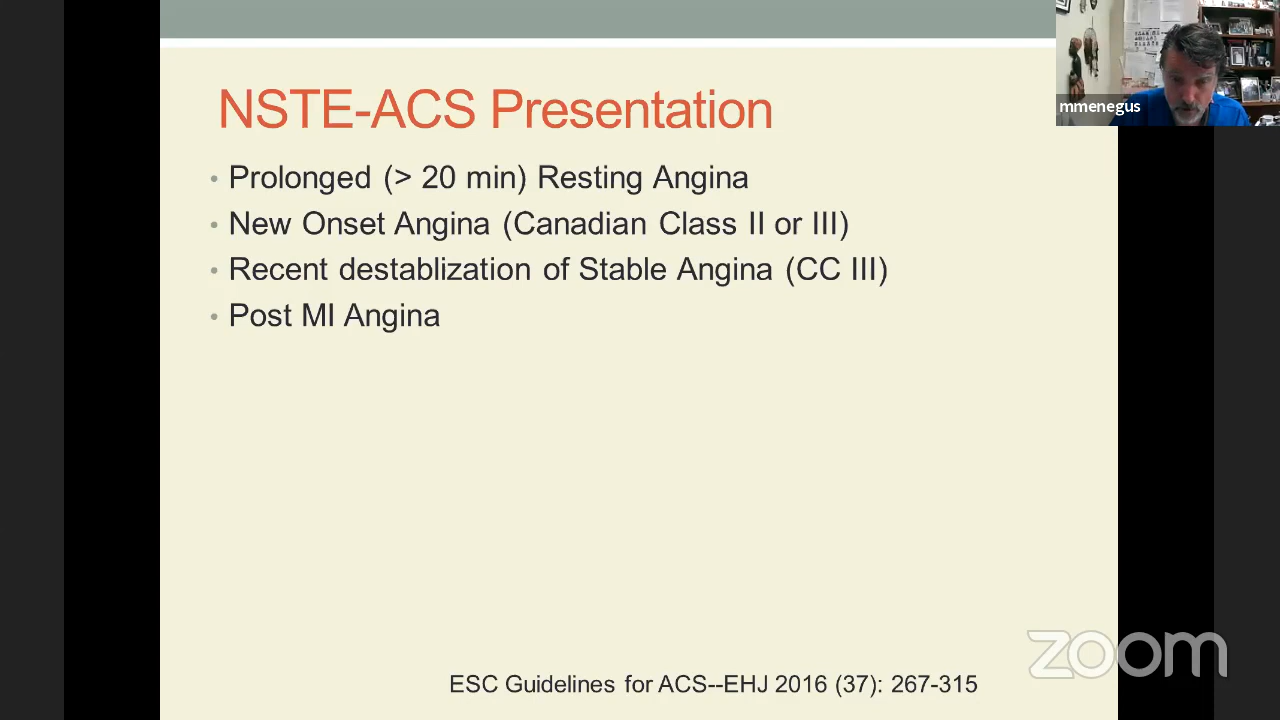 mmenegus
NSTE-ACS Presentation
• Prolonged (> 20 min) Resting Angina
• New Onset Angina (Canadian Class II or III)
• Recent destablization of Stable Angina (CC III)
• Post MI Angina
ESC Guidelines for ACS--EHJ 2016 (37): 267-315
zoom